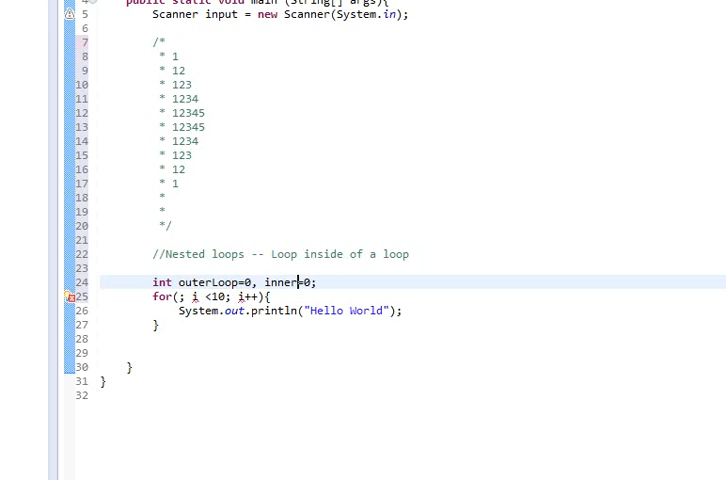 4 public static void main (String[] args){
5 Scanner input = new Scanner(System.in);
6
7 /*
8 * 1
9 * 12
10 * 123
11 * 1234
12 * 12345
13 * 12345
14 * 1234
15 * 123
16 * 12
17 * 1
18 *
19 *
20 */
21
22 //Nested loops -- Loop inside of a loop
23
24 int outerLoop=0, inner=0;
25 for(; i <10; i++){
26 System.out.println("Hello World");
27 }
28
29
30 }
31 }
32